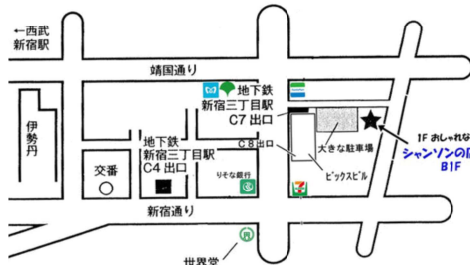 ←西武
新宿駅
靖国通り
地下鉄
新宿三丁目駅
C7 出口
伊勢丹
地下鉄
新宿三丁目駅
C4 出口
交番
りそな銀行
C8出口
大きな駐車場
ビックスビル
1F おしゃれな
シャンソンの店
B1F
新宿通り
世界堂